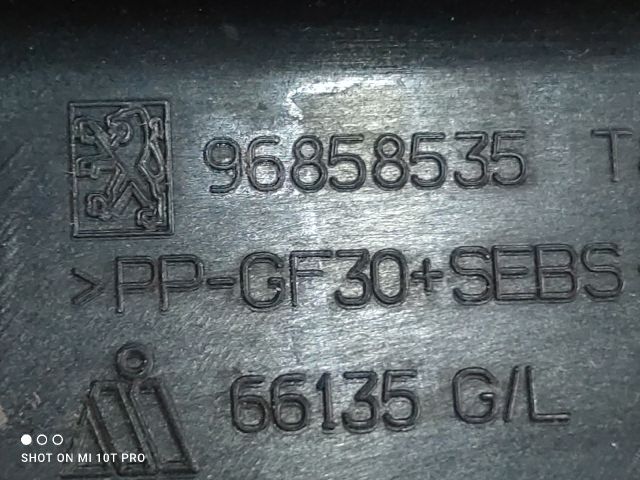 96858535 T
>PP-GF30+SEBS
66135 G/L
SHOT ON MI 10T PRO